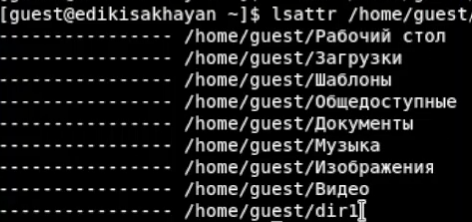 [guest@edikisakhayan ~]$ lsattr /home/guest/
---------------- /home/guest/Рабочий стол
---------------- /home/guest/Загрузки
---------------- /home/guest/Шаблоны
---------------- /home/guest/Общедоступные
---------------- /home/guest/Документы
---------------- /home/guest/Музыка
---------------- /home/guest/Изображения
---------------- /home/guest/Видео
---------------- /home/guest/dir1